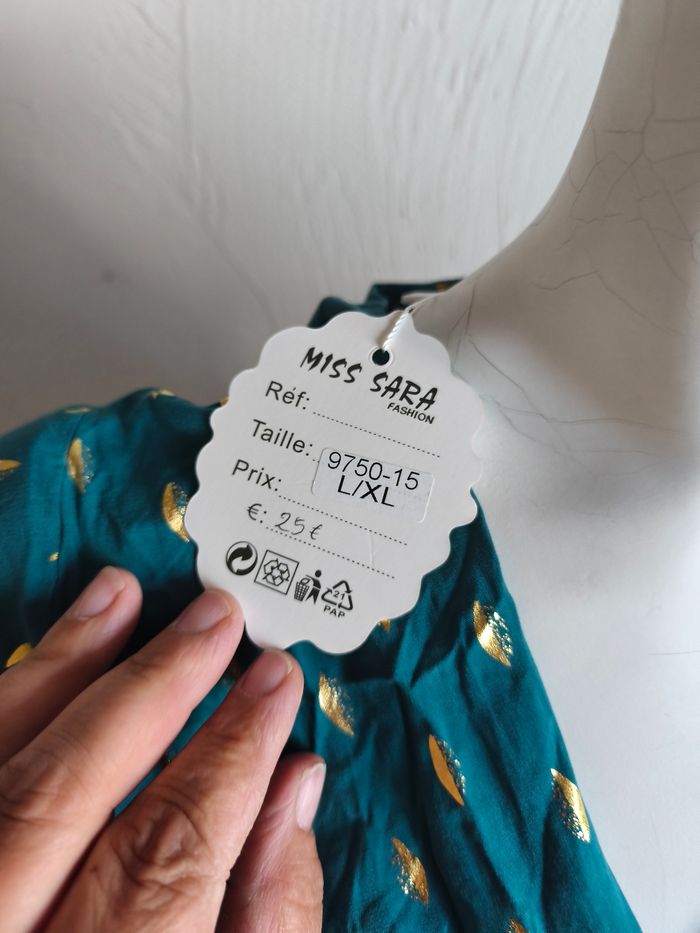 MISS SARA
FASHION
Réf:
Taille:
9750-15
L/XL
Prix:
€: 25€
21
PAP